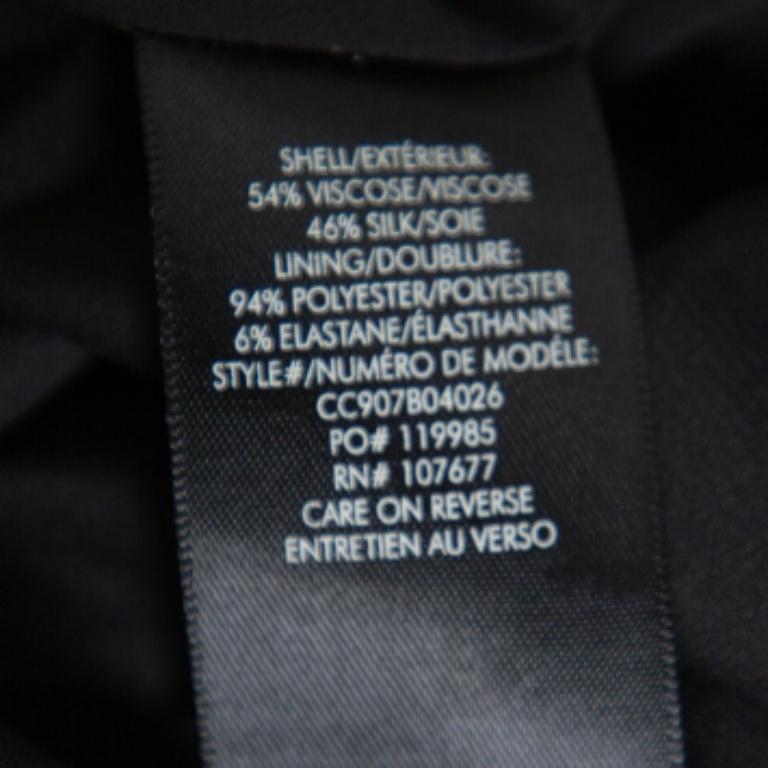 SHELL/EXTÉRIEUR:
54% VISCOSE/VISCOSE
46% SILK/SOIE
LINING/DOUBLURE:
94% POLYESTER/POLYESTER
6% ELASTANE/ÉLASTHANNE
STYLE#/NUMÉRO DE MODÉLE:
CC907B04026
PO# 119985
RN# 107677
CARE ON REVERSE
ENTRETIEN AU VERSO